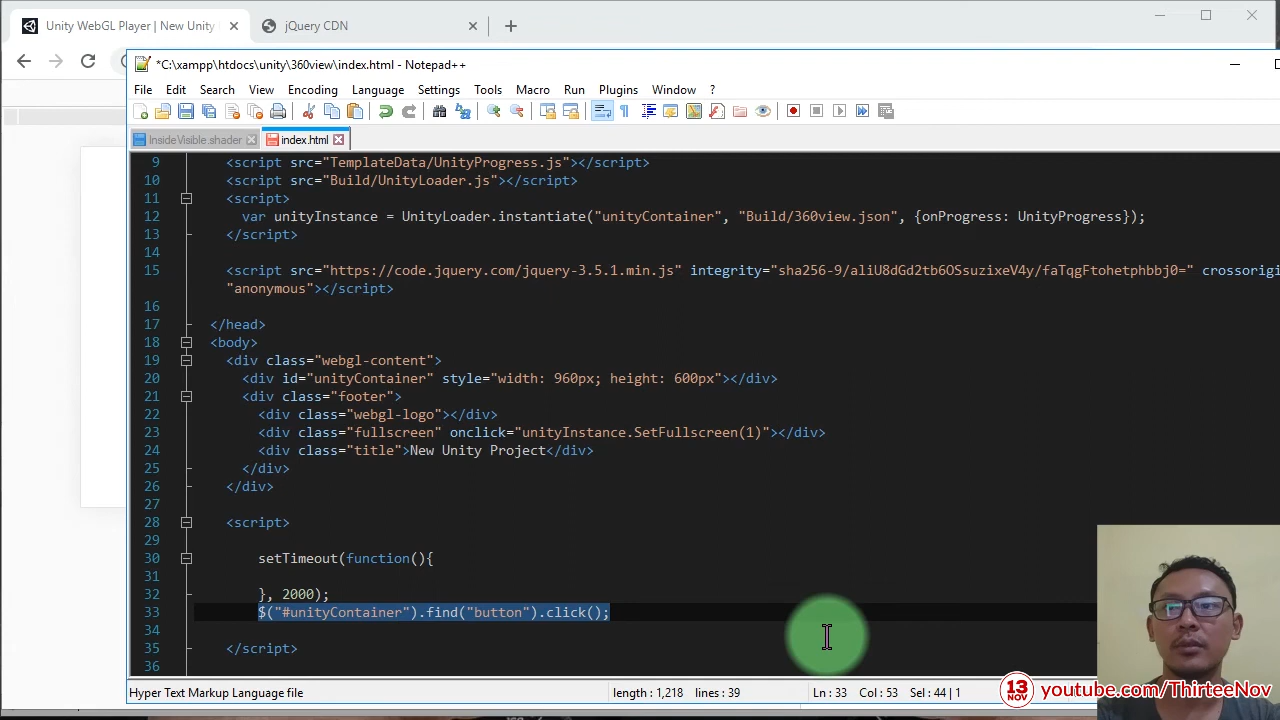 Unity WebGL Player | New Unity
jQuery CDN
*C:\xampp\htdocs\unity\360view\index.html - Notepad++
File Edit Search View Encoding Language Settings Tools Macro Run Plugins Window ?
InsideVisible.shader
index.html
9 <script src="TemplateData/UnityProgress.js"></script>
10 <script src="Build/UnityLoader.js"></script>
11 <script>
12 var unityInstance = UnityLoader.instantiate("unityContainer", "Build/360view.json", {onProgress: UnityProgress});
13 </script>
14
15 <script src="https://code.jquery.com/jquery-3.5.1.min.js" integrity="sha256-9/aliU8dGd2tb6OSsuzixeV4y/faTqgFtohetphbbj0=" crossorigi
"anonymous"></script>
16
17 </head>
18 <body>
19 <div class="webgl-content">
20 <div id="unityContainer" style="width: 960px; height: 600px"></div>
21 <div class="footer">
22 <div class="webgl-logo"></div>
23 <div class="fullscreen" onclick="unityInstance.SetFullscreen(1)"></div>
24 <div class="title">New Unity Project</div>
25 </div>
26 </div>
27
28 <script>
29
30 setTimeout(function(){
31
32 }, 2000);
33 $("#unityContainer").find("button").click();
34
35 </script>
36
Hyper Text Markup Language file length : 1,218 lines : 39 Ln : 33 Col : 53 Sel : 44 | 1
13
NOV
youtube.com/ThirteeNov